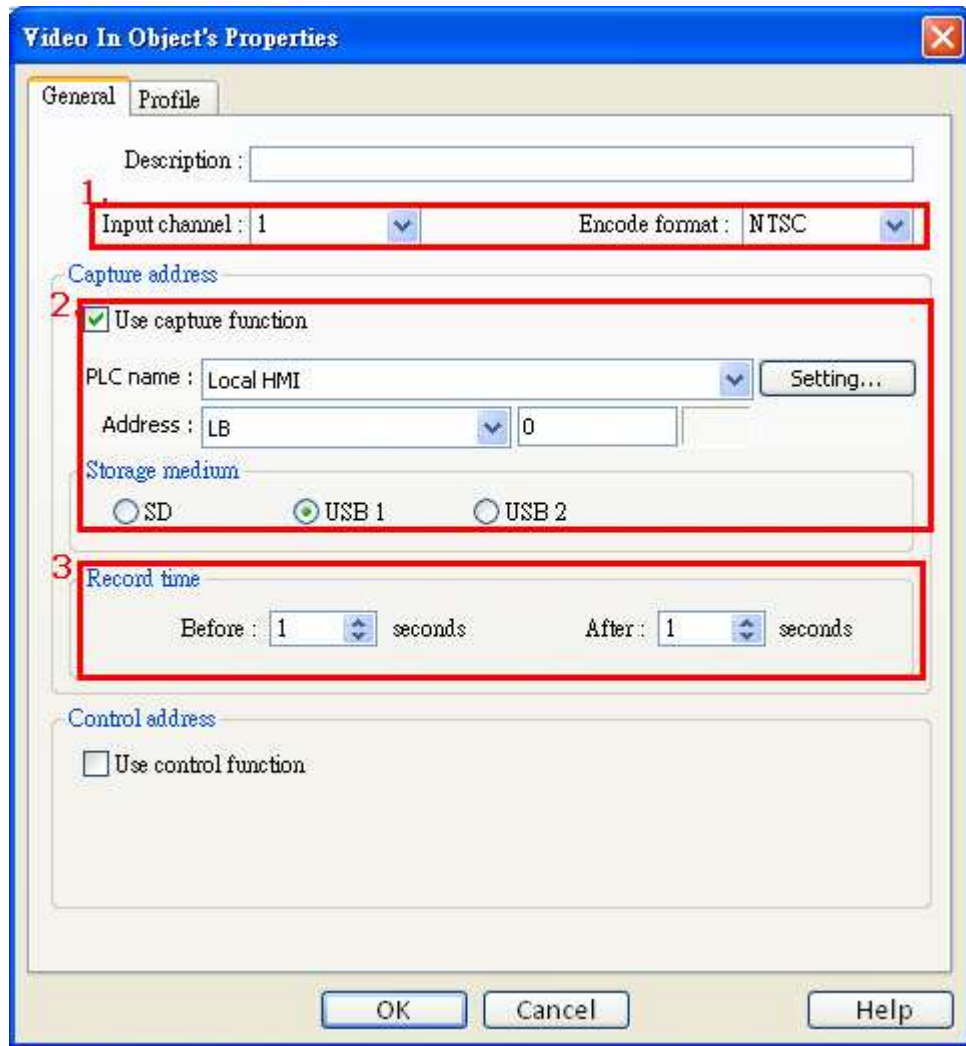 Video In Object's Properties
General Profile
Description :
1.
Input channel : 1 Encode format : NTSC
Capture address
2.
Use capture function
PLC name : Local HMI Setting...
Address : LB 0
Storage medium
SD USB 1 USB 2
3
Record time
Before : 1 seconds After : 1 seconds
Control address
Use control function
OK Cancel Help